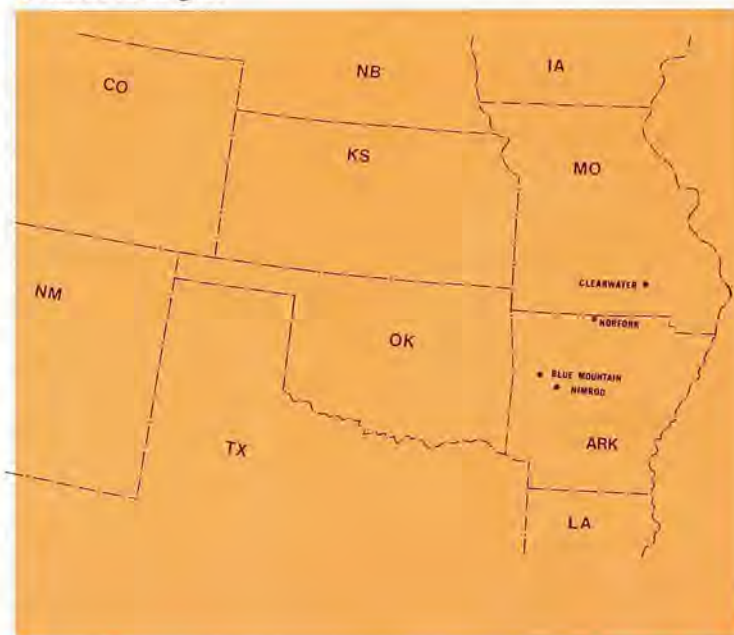 NB
IA
CO
KS
MO
CLEARWATER
NM
NORFORK
OK
BLUE MOUNTAIN
NIMROD
TX
ARK
LA